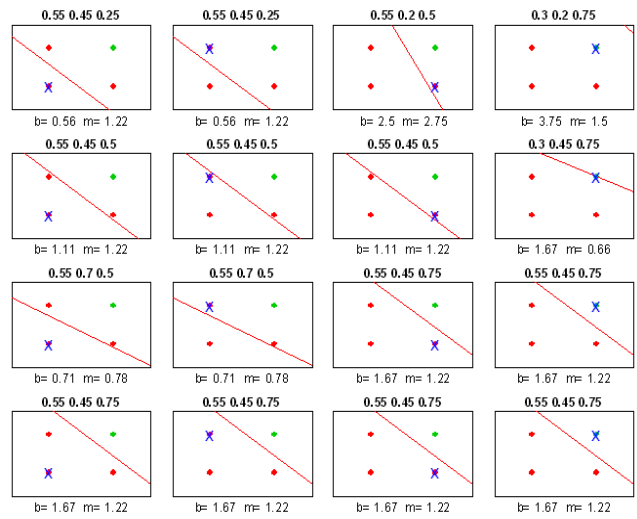 0.55 0.45 0.25
0.55 0.45 0.25
0.55 0.2 0.5
0.3 0.2 0.75
b= 0.56 m= 1.22
b= 0.56 m= 1.22
b= 2.5 m= 2.75
b= 3.75 m= 1.5
0.55 0.45 0.5
0.55 0.45 0.5
0.55 0.45 0.5
0.3 0.45 0.75
b= 1.11 m= 1.22
b= 1.11 m= 1.22
b= 1.11 m= 1.22
b= 1.67 m= 0.66
0.55 0.7 0.5
0.55 0.7 0.5
0.55 0.45 0.75
0.55 0.45 0.75
b= 0.71 m= 0.78
b= 0.71 m= 0.78
b= 1.67 m= 1.22
b= 1.67 m= 1.22
0.55 0.45 0.75
0.55 0.45 0.75
0.55 0.45 0.75
0.55 0.45 0.75
b= 1.67 m= 1.22
b= 1.67 m= 1.22
b= 1.67 m= 1.22
b= 1.67 m= 1.22